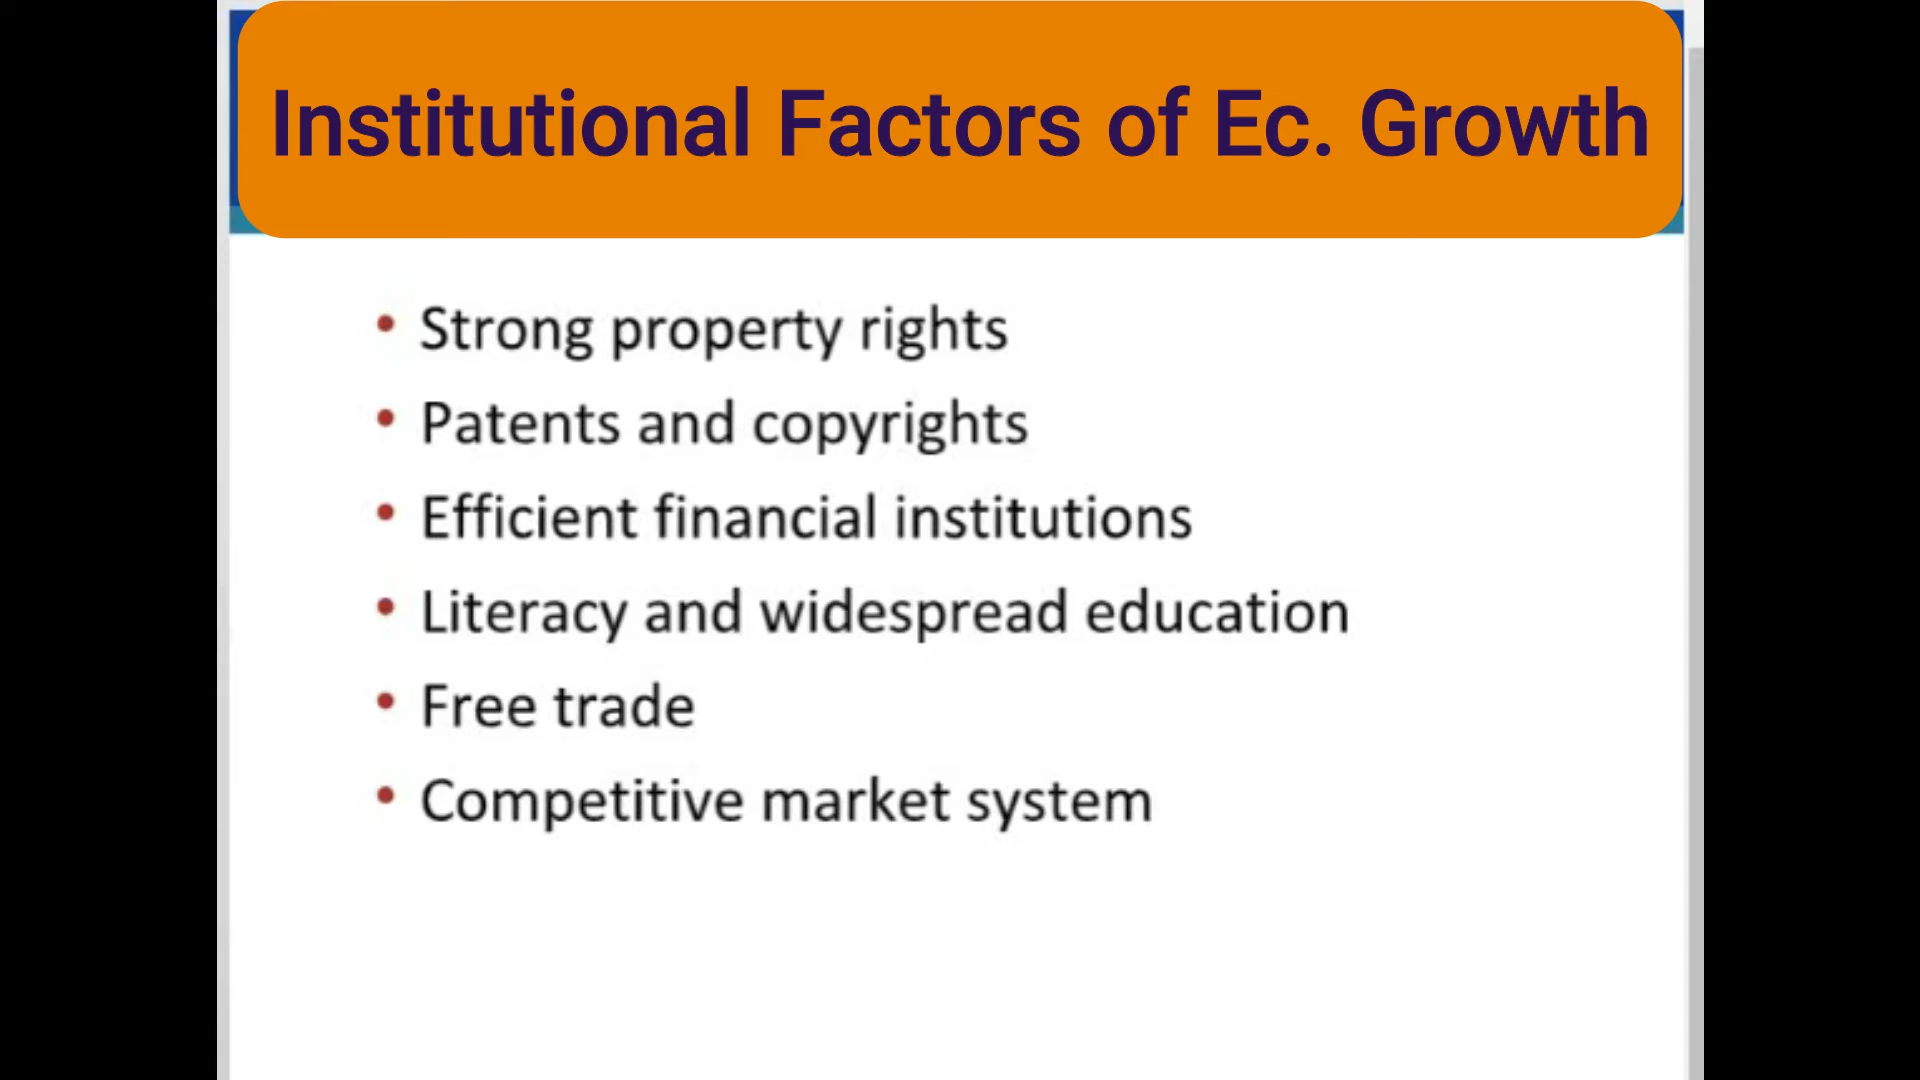 Institutional Factors of Ec. Growth
• Strong property rights
• Patents and copyrights
• Efficient financial institutions
• Literacy and widespread education
• Free trade
• Competitive market system